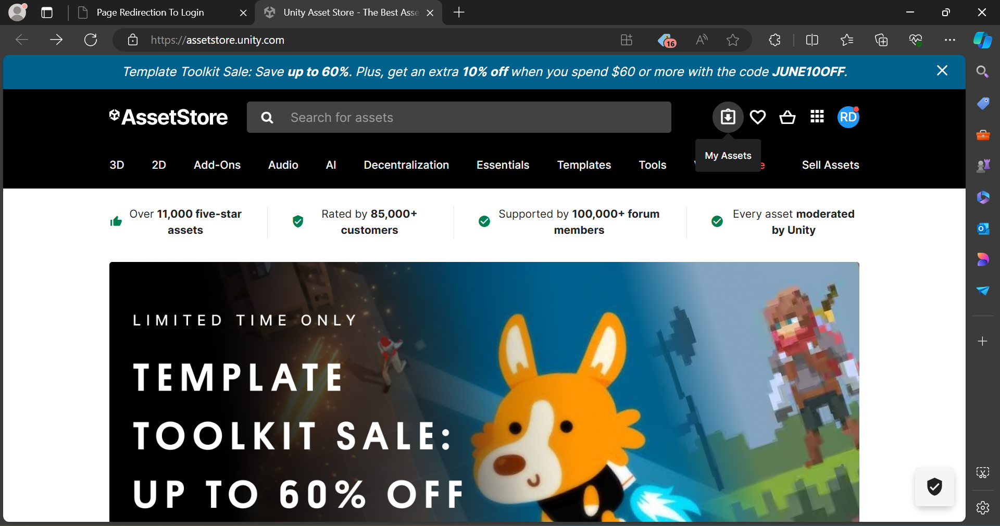 Page Redirection To Login
Unity Asset Store - The Best Asse
https://assetstore.unity.com
16
Template Toolkit Sale: Save up to 60%. Plus, get an extra 10% off when you spend $60 or more with the code JUNE10OFF.
AssetStore
Search for assets
RD
My Assets
3D
2D
Add-Ons
Audio
AI
Decentralization
Essentials
Templates
Tools
Sell Assets
Over 11,000 five-star
assets
Rated by 85,000+
customers
Supported by 100,000+ forum
members
Every asset moderated
by Unity
LIMITED TIME ONLY
TEMPLATE
TOOLKIT SALE:
UP TO 60% OFF